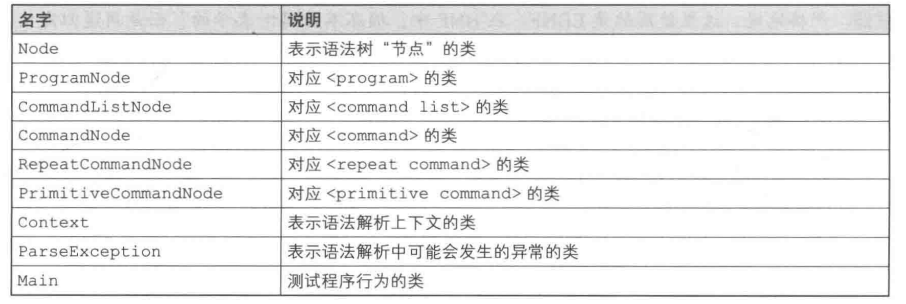 名字 说明
Node 表示语法树“节点”的类
ProgramNode 对应<program>的类
CommandListNode 对应<command list>的类
CommandNode 对应<command>的类
RepeatCommandNode 对应<repeat command>的类
PrimitiveCommandNode 对应<primitive command>的类
Context 表示语法解析上下文的类
ParseException 表示语法解析中可能会发生的异常的类
Main 测试程序行为的类